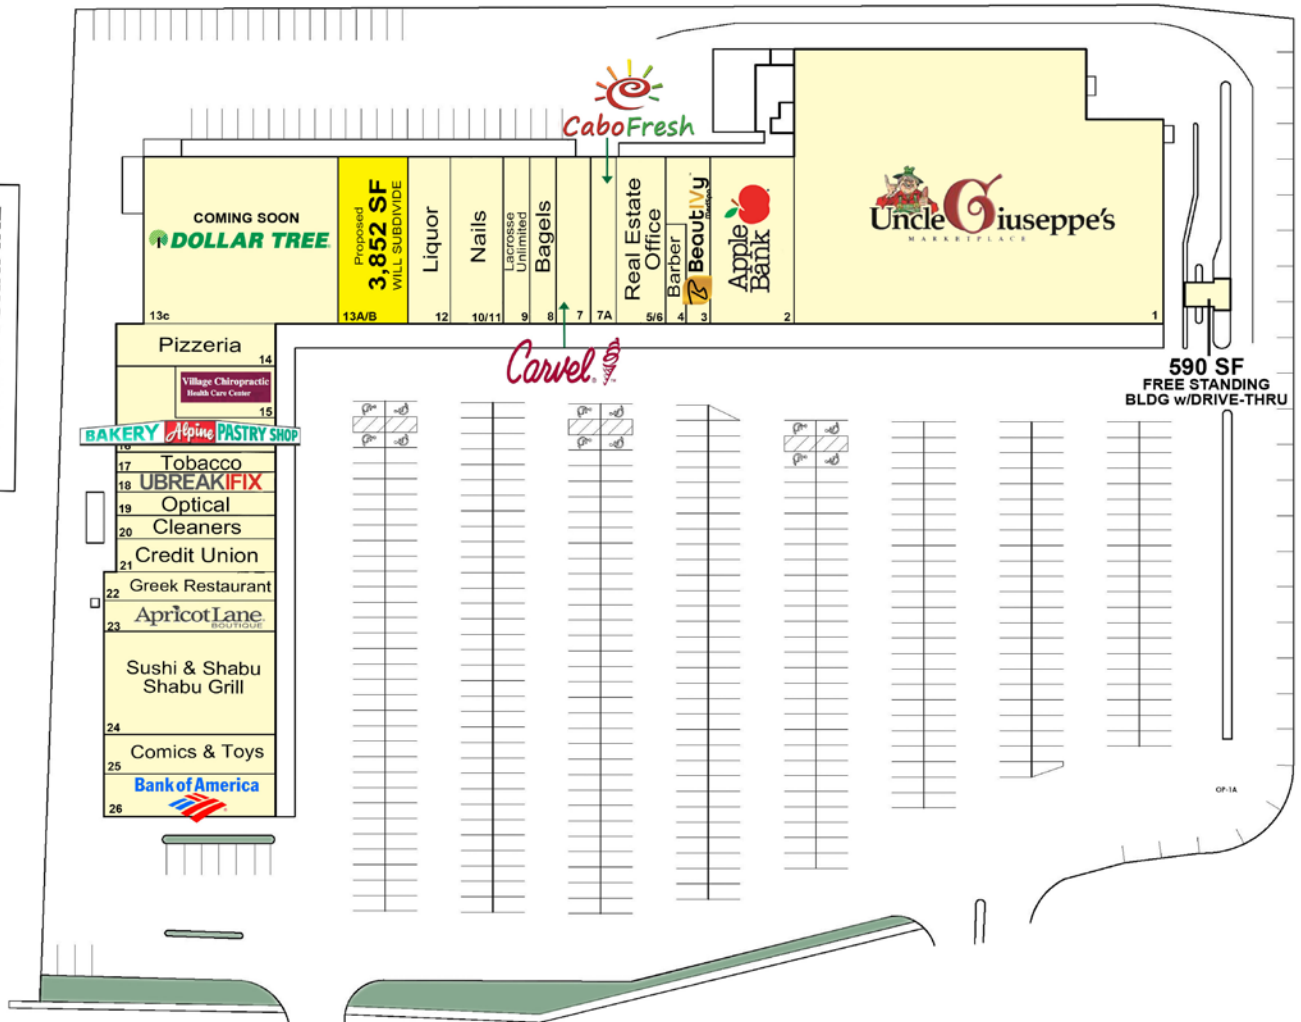 CaboFresh
COMING SOON
DOLLAR TREE
13c
Proposed
3,852 SF
WILL SUBDIVIDE
13A/B
Liquor
12
Nails
10/11
Lacrosse
Unlimited
9
Bagels
8
7
7A
Real Estate
Office
5/6
Barber
4
BeautIVy
3
Apple
Bank
2
Uncle Giuseppe's
MARKETPLACE
1
Carvel
590 SF
FREE STANDING
BLDG w/DRIVE-THRU
Pizzeria
14
Village Chiropractic
Health Care Center
15
BAKERY Alpine PASTRY SHOP
16
17 Tobacco
18 UBREAKIFIX
19 Optical
20 Cleaners
21 Credit Union
22 Greek Restaurant
ApricotLane
BOUTIQUE
23
Sushi & Shabu
Shabu Grill
24
Comics & Toys
25
Bank of America
26
OP-1A